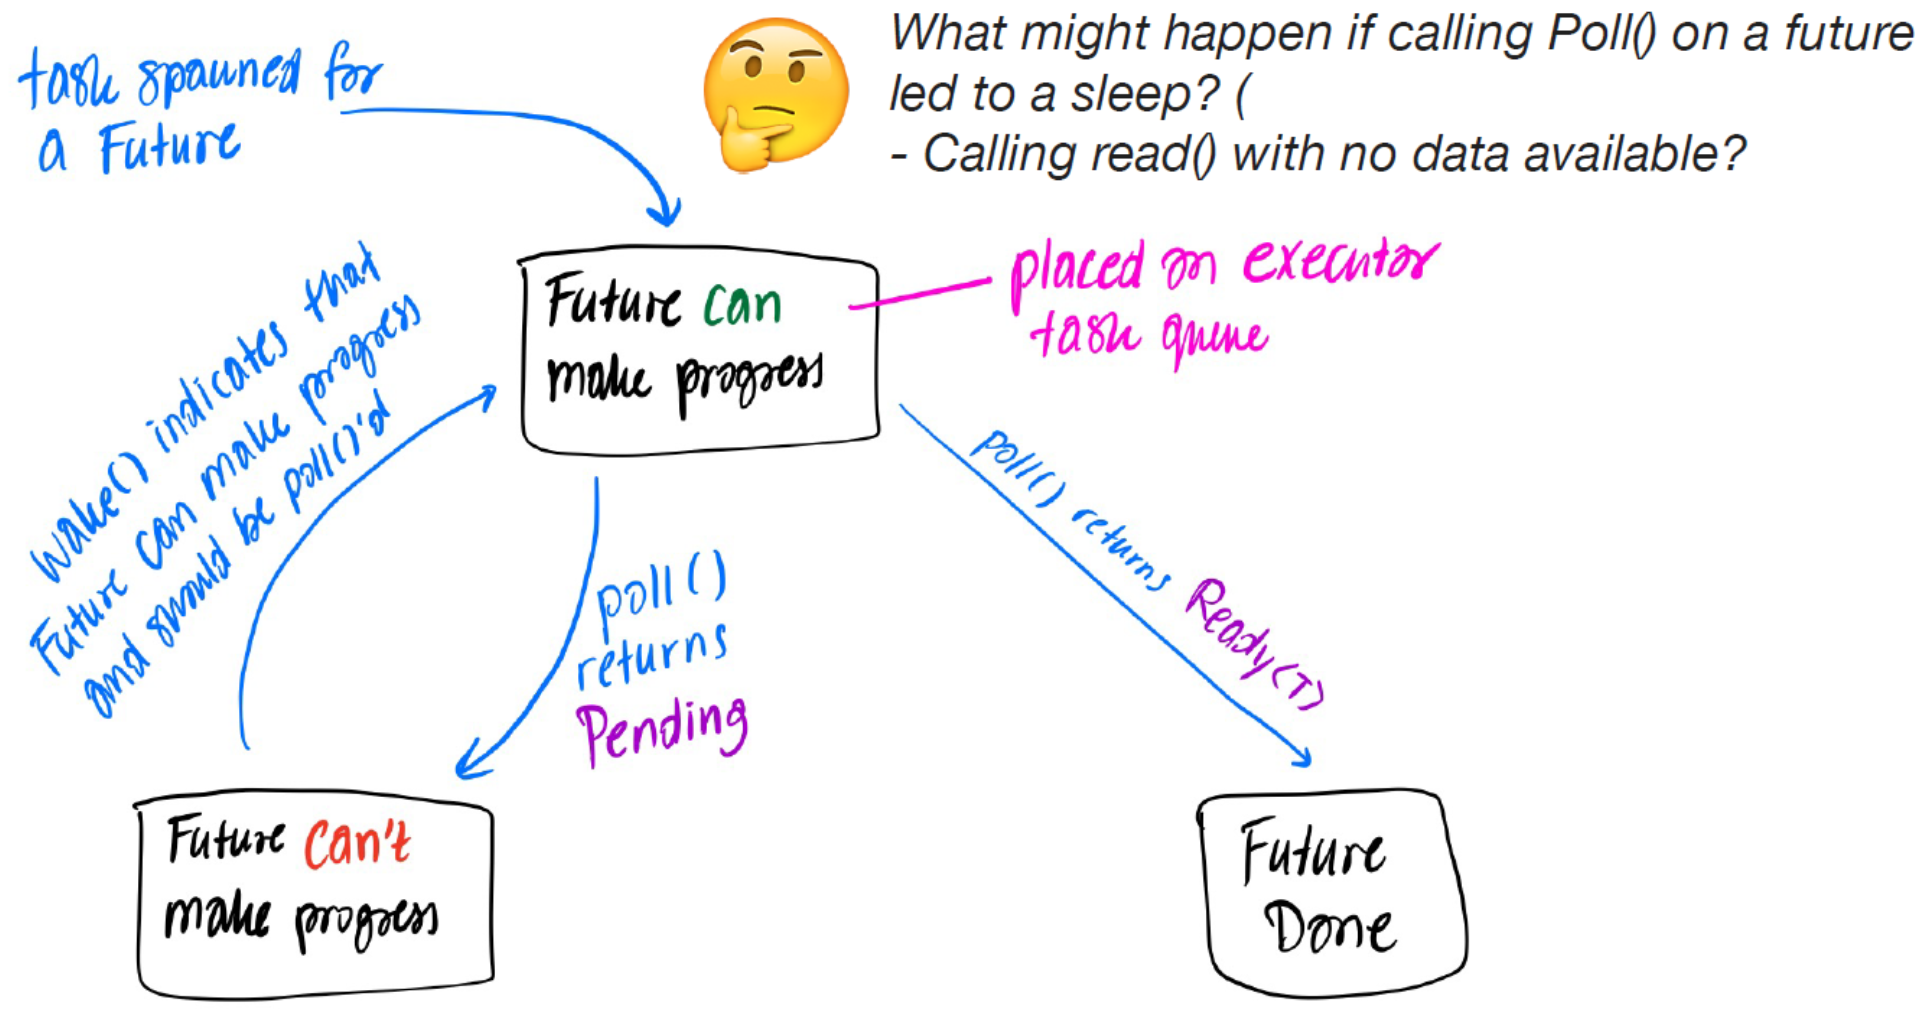 task spawned for
a Future
What might happen if calling Poll() on a future
led to a sleep? (
- Calling read() with no data available?
Future can
make progress
placed on executor
task queue
Wake() indicates that
Future can make progress
and should be poll()'d
poll()
returns
Pending
poll() returns Ready(T)
Future Can't
make progress
Future
Done